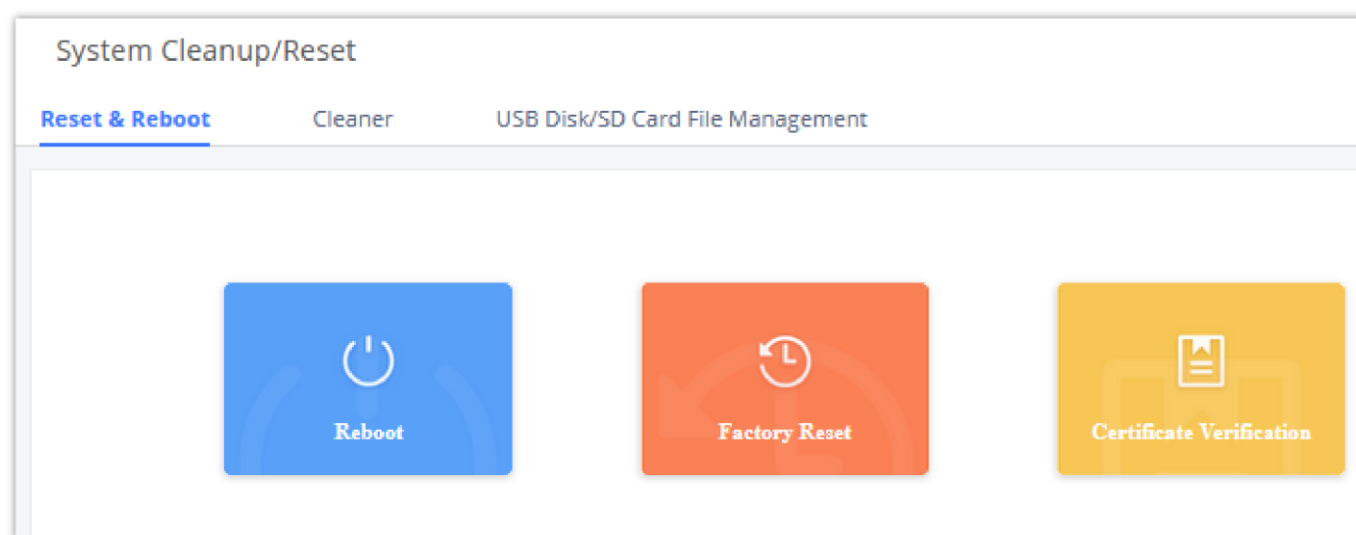 System Cleanup/Reset
Reset & Reboot Cleaner USB Disk/SD Card File Management
Reboot Factory Reset Certificate Verification